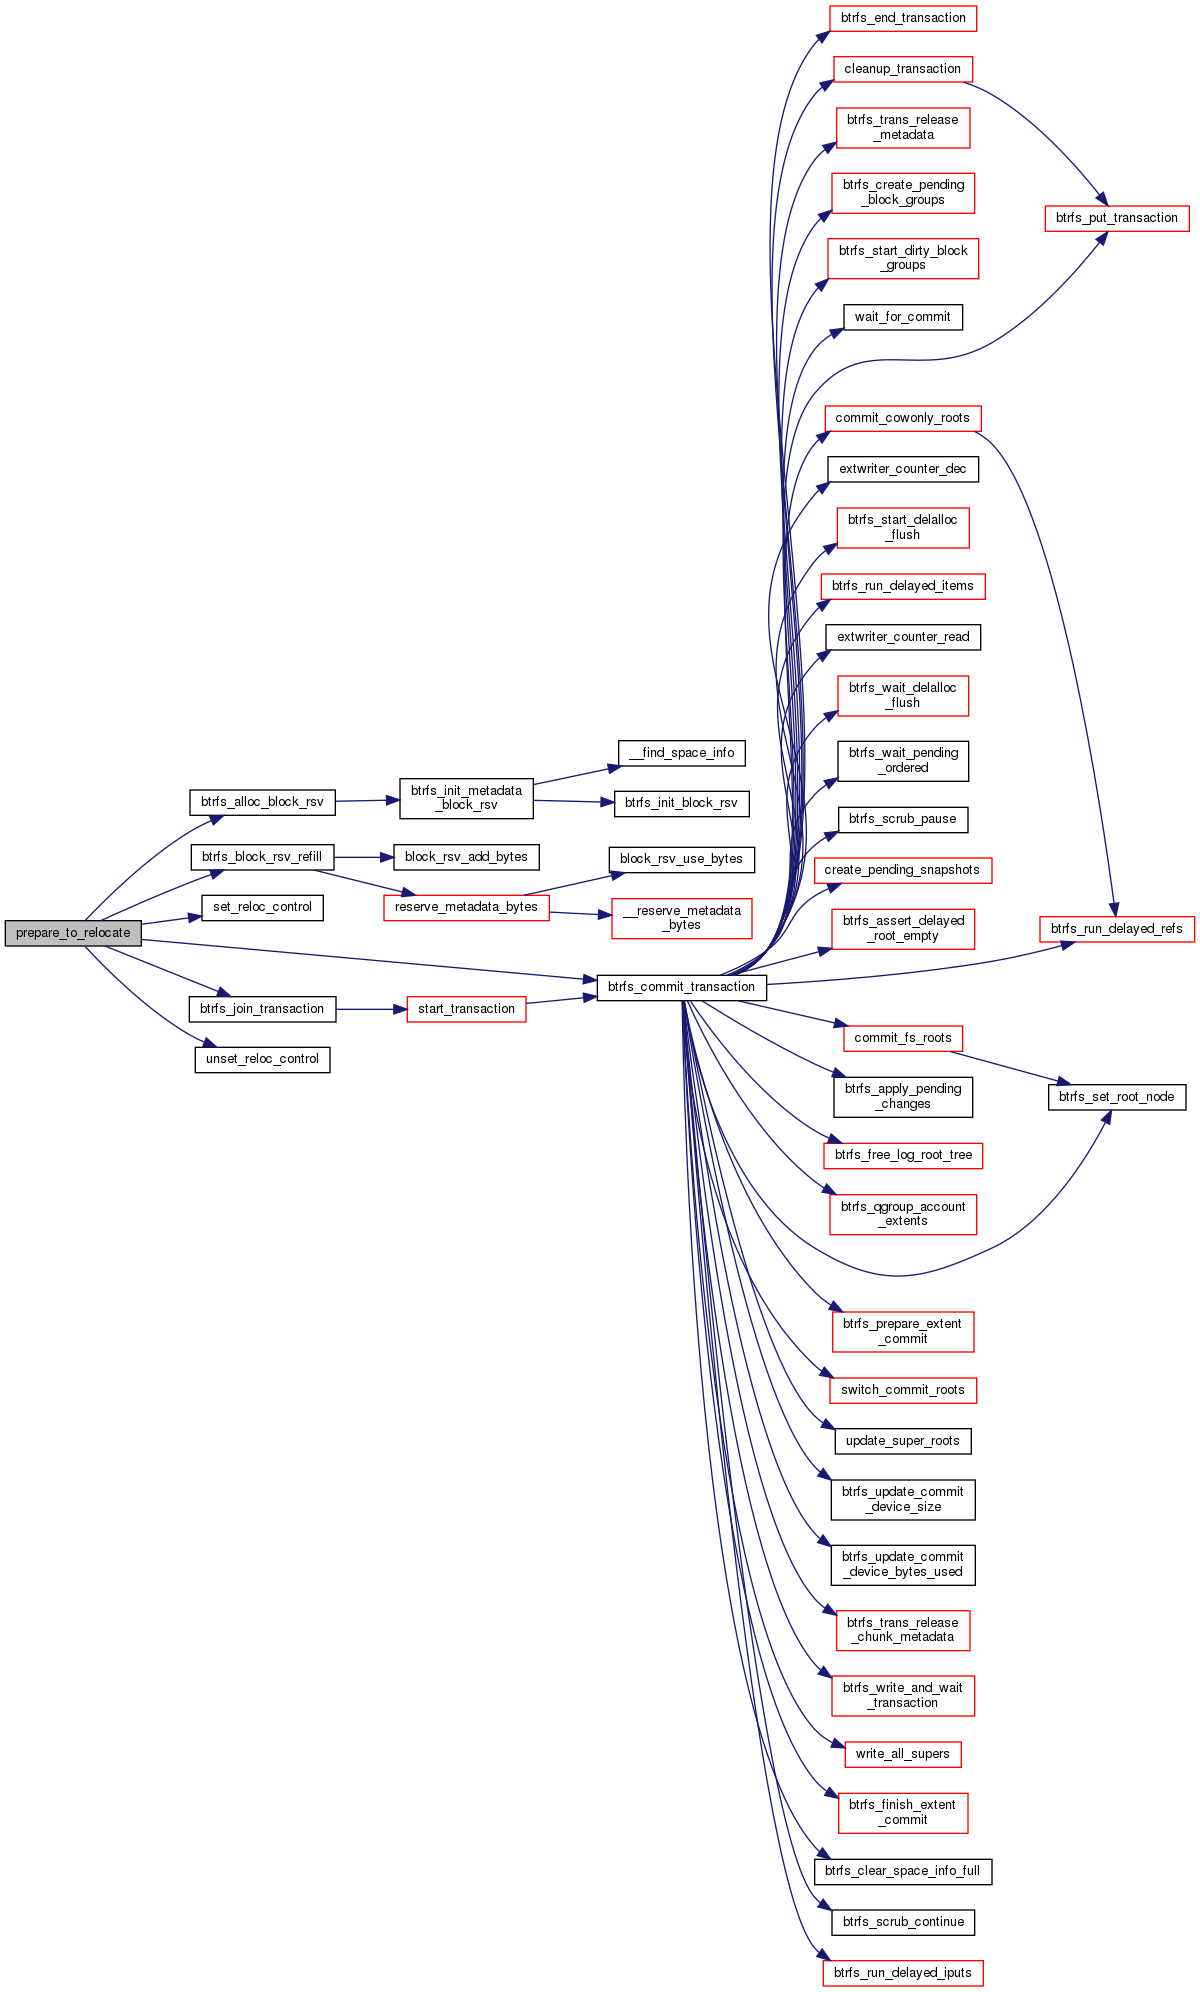 btrfs_end_transaction
cleanup_transaction
btrfs_trans_release
_metadata
btrfs_create_pending
_block_groups
btrfs_put_transaction
btrfs_start_dirty_block
_groups
wait_for_commit
commit_cowonly_roots
extwriter_counter_dec
btrfs_start_delalloc
_flush
btrfs_run_delayed_items
extwriter_counter_read
btrfs_wait_delalloc
_flush
btrfs_wait_pending
_ordered
__find_space_info
btrfs_init_metadata
_block_rsv
btrfs_alloc_block_rsv
btrfs_init_block_rsv
btrfs_scrub_pause
btrfs_block_rsv_refill
block_rsv_add_bytes
block_rsv_use_bytes
create_pending_snapshots
set_reloc_control
reserve_metadata_bytes
__reserve_metadata
_bytes
btrfs_assert_delayed
_root_empty
prepare_to_relocate
btrfs_run_delayed_refs
btrfs_commit_transaction
btrfs_join_transaction
start_transaction
commit_fs_roots
unset_reloc_control
btrfs_apply_pending
_changes
btrfs_set_root_node
btrfs_free_log_root_tree
btrfs_qgroup_account
_extents
btrfs_prepare_extent
_commit
switch_commit_roots
update_super_roots
btrfs_update_commit
_device_size
btrfs_update_commit
_device_bytes_used
btrfs_trans_release
_chunk_metadata
btrfs_write_and_wait
_transaction
write_all_supers
btrfs_finish_extent
_commit
btrfs_clear_space_info_full
btrfs_scrub_continue
btrfs_run_delayed_iputs